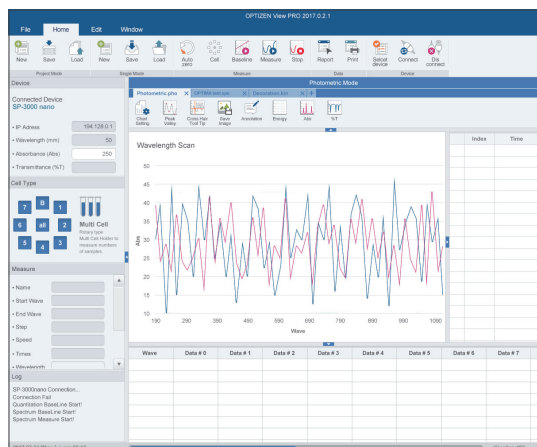 OPTIZEN View PRO 2017.0.2.1
File Home Edit Window
New Save Load New Save Load Auto zero Cell Baseline Measure Stop Report Print Seloet device Connect Dis connect
Project Mode Single Mode Measure Data Device
Device
Photometric Mode
Connected Device
SP-3000 nano
• IP Adress 194.128.0.1
• Wavelength (mm) 50
• Absorbance (Abs) 250
• Transmittance (%T)
Photometric.pho
Chart Setting Peak Valley Cross Hair Tool Tip Save Image Annotation Energy Abs %T
Index Time
Cell Type
7 B 1
6 all 2
5 4 3
Multi Cell
Rotary type
Multi Cell Holder to
measure numbers
of samples.
Wavelength Scan
50
45
40
35
30
25
20
15
10
Abs
190 290 390 490 590 690 790 890 990 1090
Wave
Measure
• Name
• Start Wave
• End Wave
• Step
• Speed
• Times
• Wavelength
Wave Data # 0 Data # 1 Data # 2 Data # 3 Data # 4 Data # 5 Data # 6 Data # 7
Log
SP-3000nano Connection...
Connection Fail
Quantitation BaseLine Start!
Spectrum BaseLine Start!
Spectrum Measure Start!